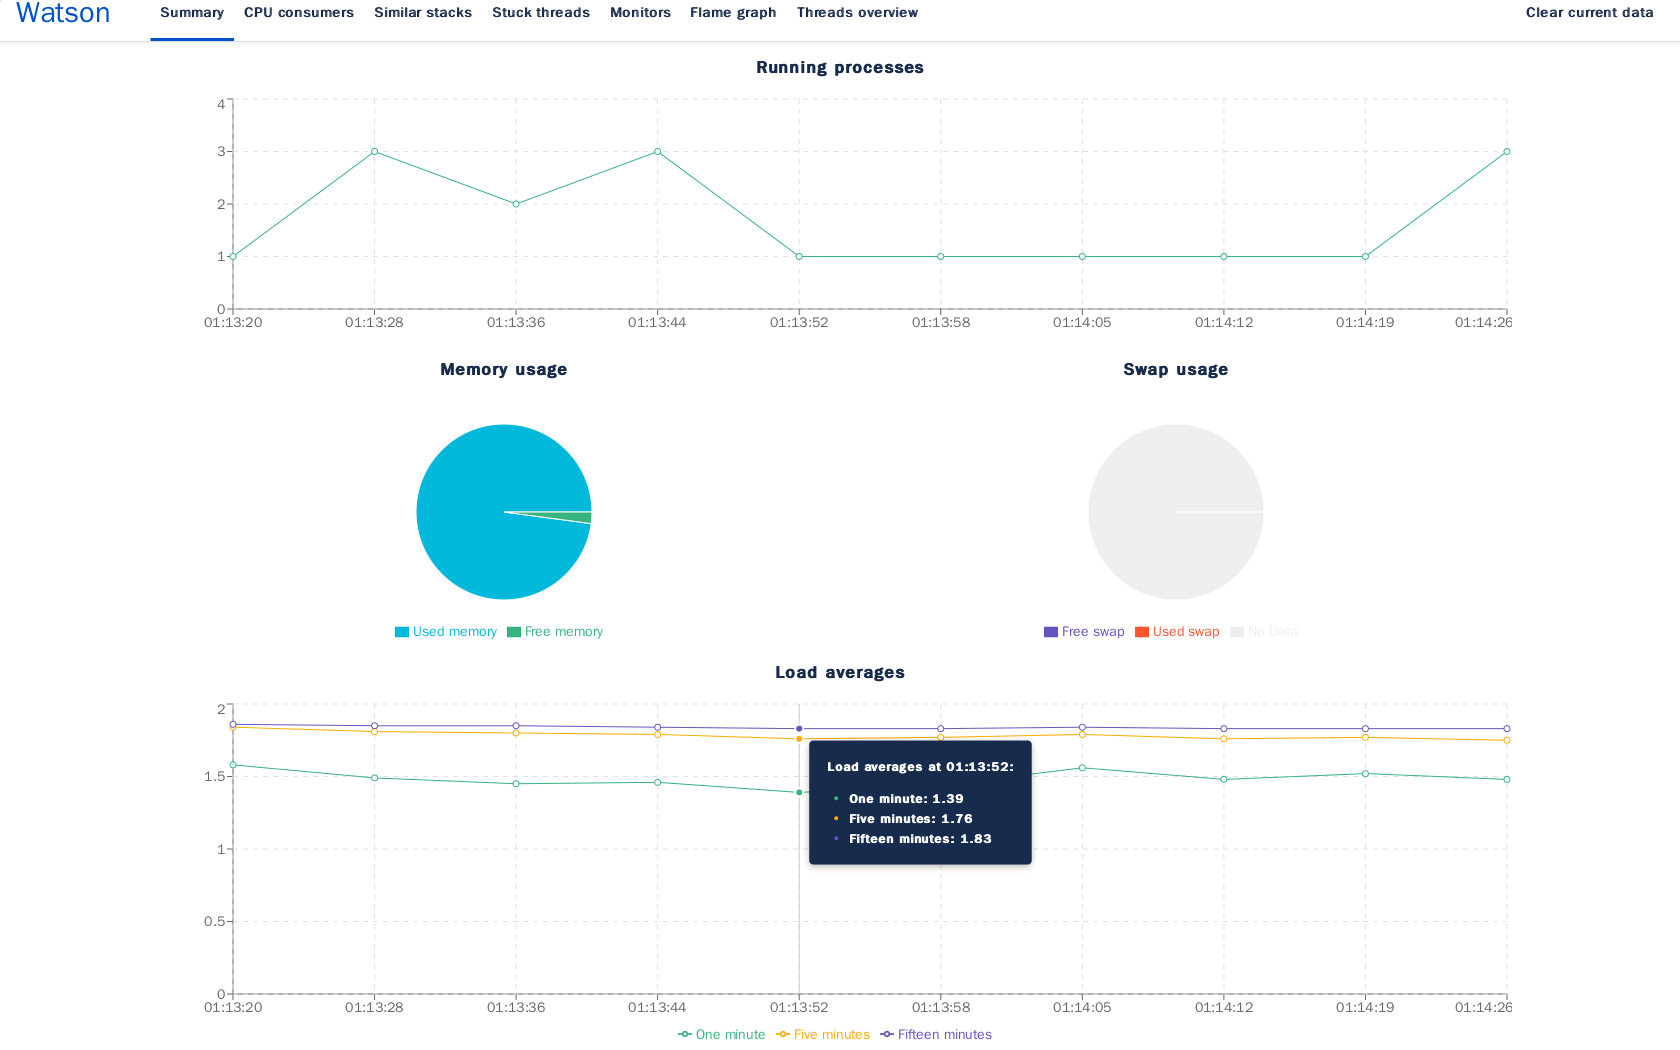 Watson Summary CPU consumers Similar stacks Stuck threads Monitors Flame graph Threads overview Clear current data
Running processes
4
3
2
1
0
01:13:20 01:13:28 01:13:36 01:13:44 01:13:52 01:13:58 01:14:05 01:14:12 01:14:19 01:14:26
Memory usage
Used memory Free memory
Swap usage
Free swap Used swap No Data
Load averages
2
1.5
1
0.5
0
Load averages at 01:13:52:
• One minute: 1.39
• Five minutes: 1.76
• Fifteen minutes: 1.83
01:13:20 01:13:28 01:13:36 01:13:44 01:13:52 01:13:58 01:14:05 01:14:12 01:14:19 01:14:26
One minute Five minutes Fifteen minutes